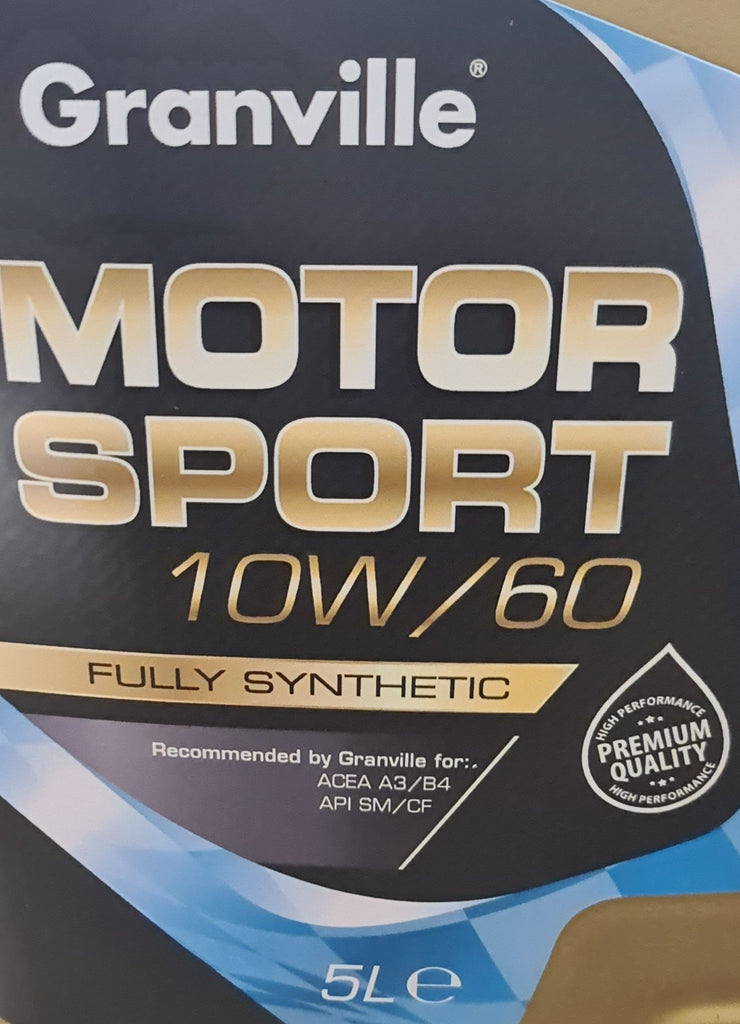 Granville®
MOTOR
SPORT
10W/60
FULLY SYNTHETIC
Recommended by Granville for:.
ACEA A3/B4
API SM/CF
HIGH PERFORMANCE
PREMIUM
QUALITY
HIGH PERFORMANCE
5L ℮